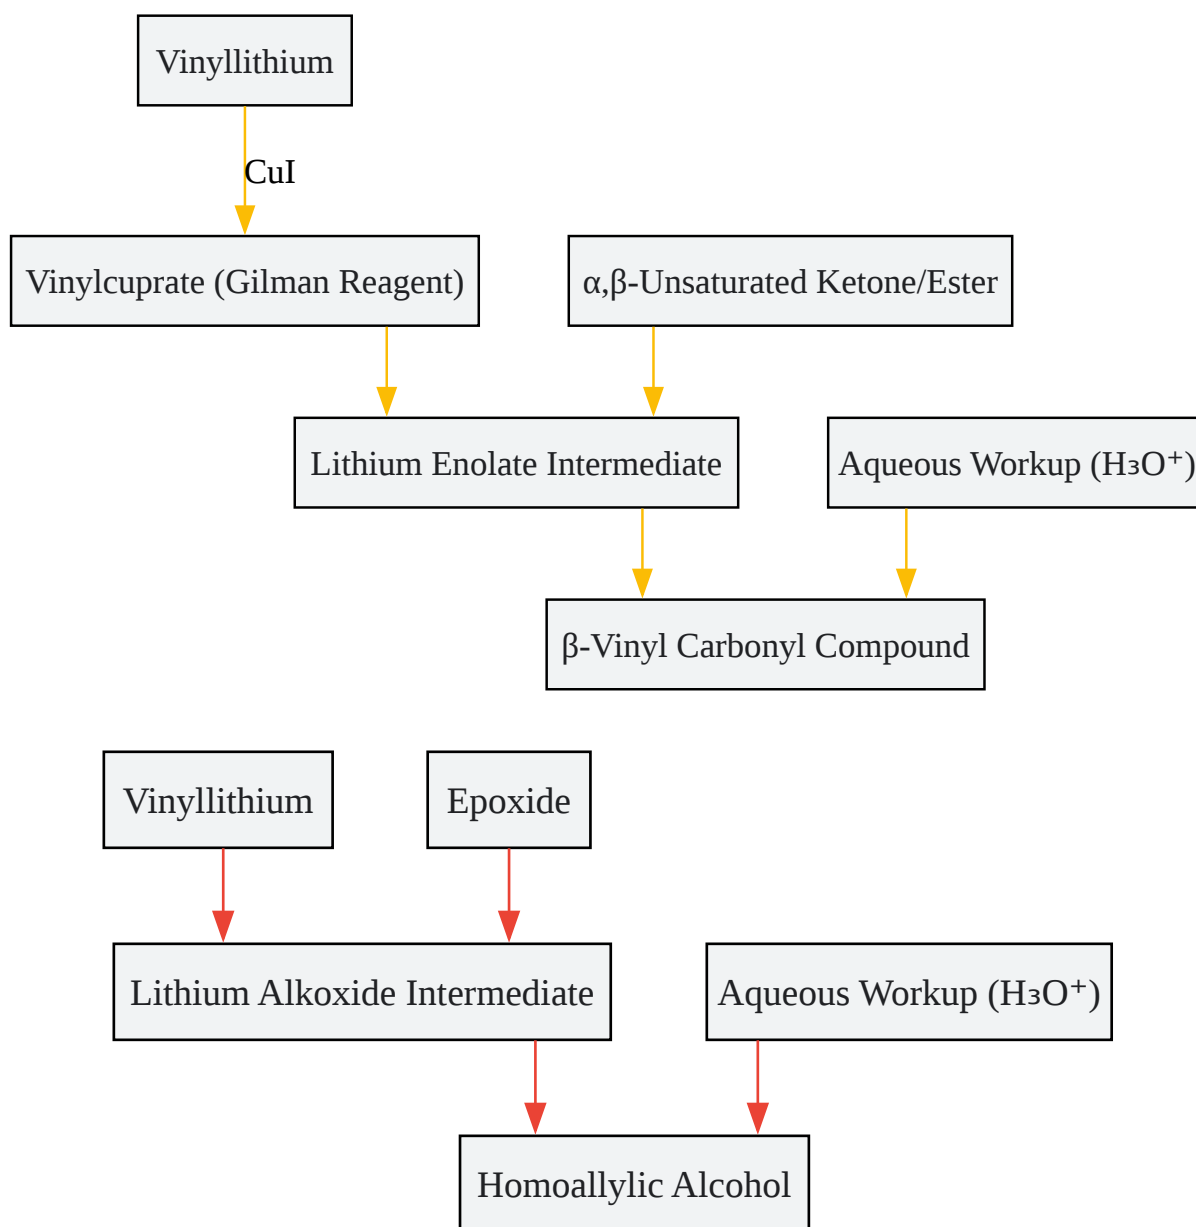 Vinyllithium
CuI
Vinylcuprate (Gilman Reagent)
α,β-Unsaturated Ketone/Ester
Lithium Enolate Intermediate
Aqueous Workup (H₃O⁺)
β-Vinyl Carbonyl Compound
Vinyllithium
Epoxide
Lithium Alkoxide Intermediate
Aqueous Workup (H₃O⁺)
Homoallylic Alcohol